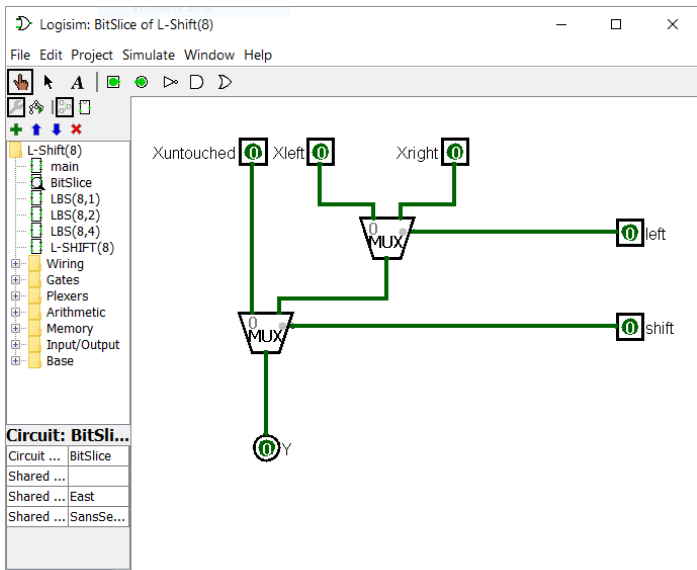 Logisim: BitSlice of L-Shift(8)
File Edit Project Simulate Window Help
A
L-Shift(8)
main
BitSlice
LBS(8,1)
LBS(8,2)
LBS(8,4)
L-SHIFT(8)
Wiring
Gates
Plexers
Arithmetic
Memory
Input/Output
Base
Circuit: BitSli...
Circuit ... BitSlice
Shared ...
Shared ... East
Shared ... SansSe...
Xuntouched 0 Xleft 0 Xright 0
0
MUX
0 left
0
MUX
0 shift
0 Y